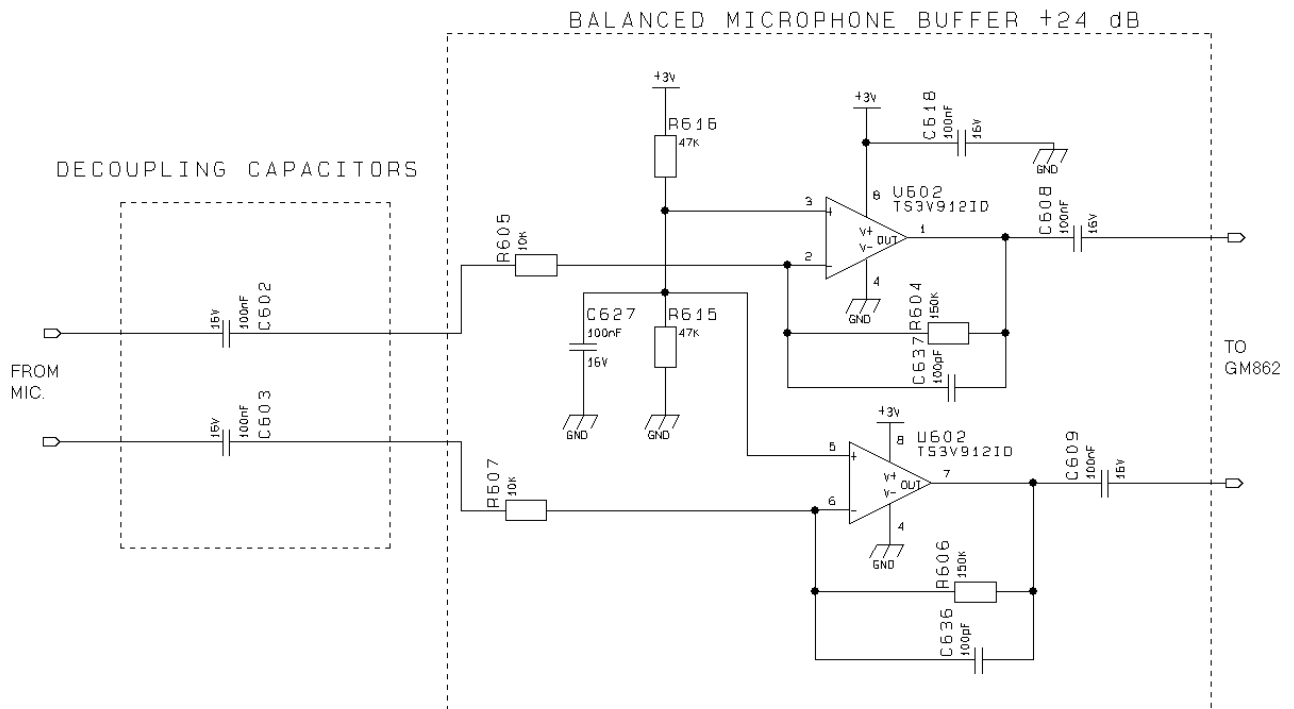 BALANCED MICROPHONE BUFFER +24 dB
DECOUPLING CAPACITORS
+3V
R616
47K
+3V
C618
100nF
16V
GND
U602
TS3V912ID
8
3
+
V+
V-
OUT
1
2
-
4
GND
C608
100nF
16V
R605
10K
C602
100nF
16V
C627
100nF
16V
GND
R615
47K
GND
R604
150K
C637
100pF
FROM
MIC.
TO
GM862
C603
100nF
16V
R607
10K
+3V
8
U602
TS3V912ID
5
+
V+
V-
OUT
7
6
-
4
GND
C609
100nF
16V
R606
150K
C636
100pF